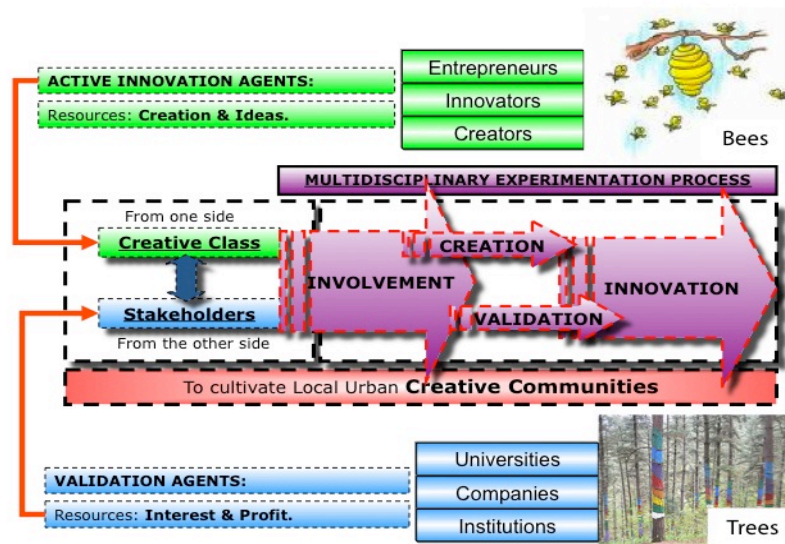 ACTIVE INNOVATION AGENTS:
Resources: Creation & Ideas.
Entrepreneurs
Innovators
Creators
Bees
MULTIDISCIPLINARY EXPERIMENTATION PROCESS
From one side
Creative Class
Stakeholders
From the other side
INVOLVEMENT
CREATION
VALIDATION
INNOVATION
To cultivate Local Urban Creative Communities
VALIDATION AGENTS:
Resources: Interest & Profit.
Universities
Companies
Institutions
Trees